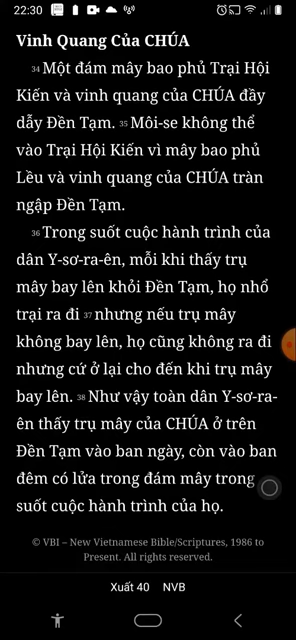 22:30
Vinh Quang Của CHÚA
34 Một đám mây bao phủ Trại Hội
Kiến và vinh quang của CHÚA đầy
dẫy Đền Tạm. 35 Môi-se không thể
vào Trại Hội Kiến vì mây bao phủ
Lều và vinh quang của CHÚA tràn
ngập Đền Tạm.
36 Trong suốt cuộc hành trình của
dân Y-sơ-ra-ên, mỗi khi thấy trụ
mây bay lên khỏi Đền Tạm, họ nhổ
trại ra đi 37 nhưng nếu trụ mây
không bay lên, họ cũng không ra đi
nhưng cứ ở lại cho đến khi trụ mây
bay lên. 38 Như vậy toàn dân Y-sơ-ra-
ên thấy trụ mây của CHÚA ở trên
Đền Tạm vào ban ngày, còn vào ban
đêm có lửa trong đám mây trong
suốt cuộc hành trình của họ.
© VBI – New Vietnamese Bible/Scriptures, 1986 to
Present. All rights reserved.
Xuất 40 NVB